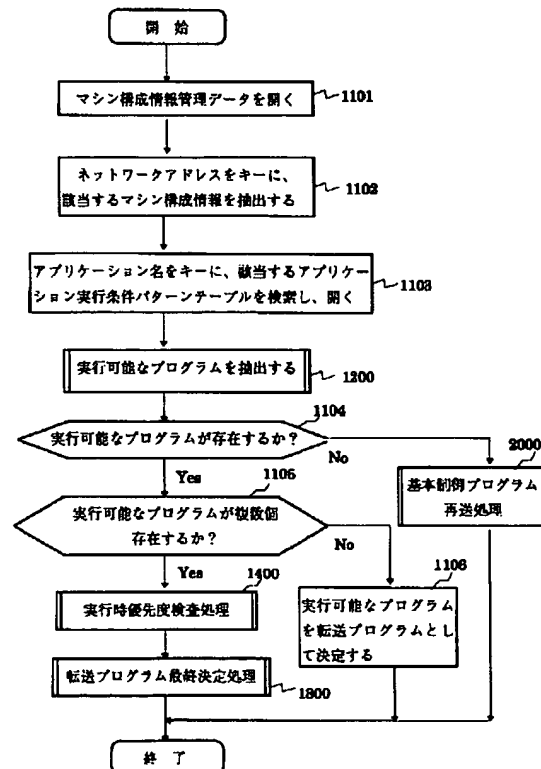 開 始
マシン構成情報管理データを開く
1101
ネットワークアドレスをキーに、
該当するマシン構成情報を抽出する
1102
アプリケーション名をキーに、該当するアプリケー
ション実行条件パターンテーブルを検索し、開く
1103
実行可能なプログラムを抽出する
1200
1104
実行可能なプログラムが存在するか?
No
2000
Yes
1105
基本制御プログラム
再送処理
実行可能なプログラムが複数個
存在するか?
No
Yes
1400
1106
実行時優先度検査処理
実行可能なプログラム
を転送プログラムとし
て決定する
転送プログラム最終決定処理
1800
終 了